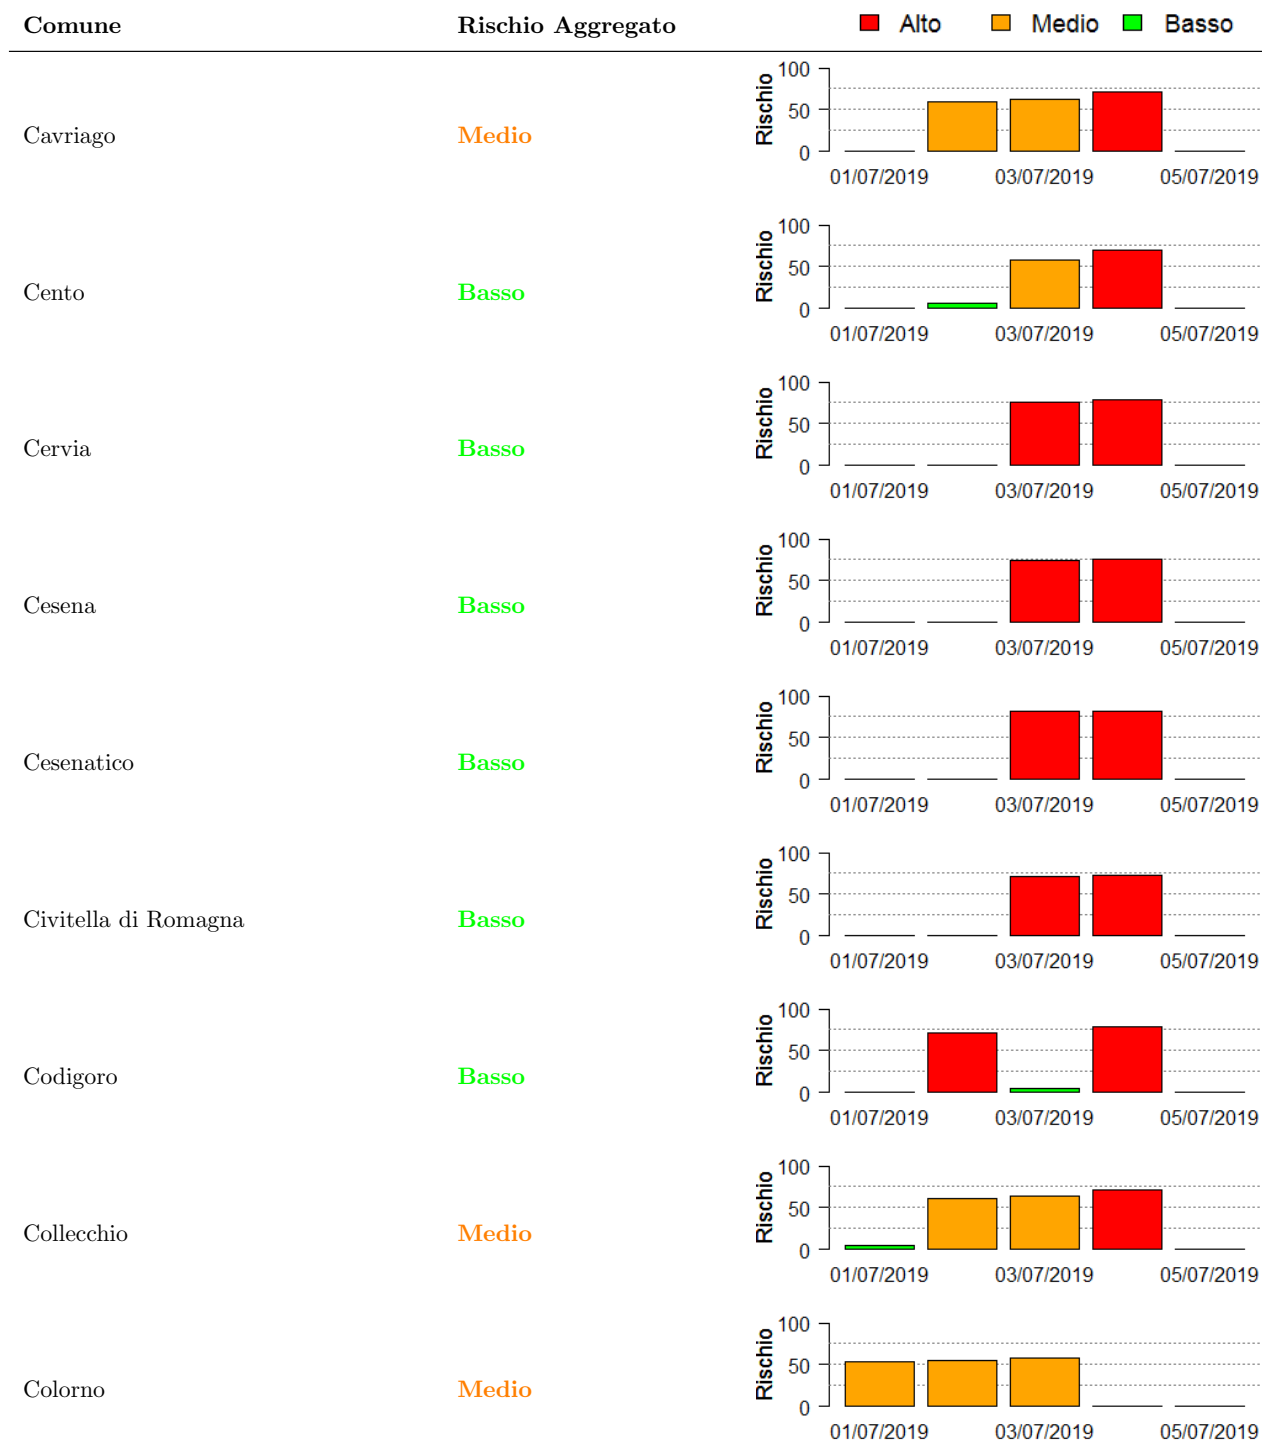 Comune Rischio Aggregato Alto Medio Basso
Cavriago Medio Rischio 100 50 0
01/07/2019 03/07/2019 05/07/2019
Cento Basso Rischio 100 50 0
01/07/2019 03/07/2019 05/07/2019
Cervia Basso Rischio 100 50 0
01/07/2019 03/07/2019 05/07/2019
Cesena Basso Rischio 100 50 0
01/07/2019 03/07/2019 05/07/2019
Cesenatico Basso Rischio 100 50 0
01/07/2019 03/07/2019 05/07/2019
Civitella di Romagna Basso Rischio 100 50 0
01/07/2019 03/07/2019 05/07/2019
Codigoro Basso Rischio 100 50 0
01/07/2019 03/07/2019 05/07/2019
Collecchio Medio Rischio 100 50 0
01/07/2019 03/07/2019 05/07/2019
Colorno Medio Rischio 100 50 0
01/07/2019 03/07/2019 05/07/2019